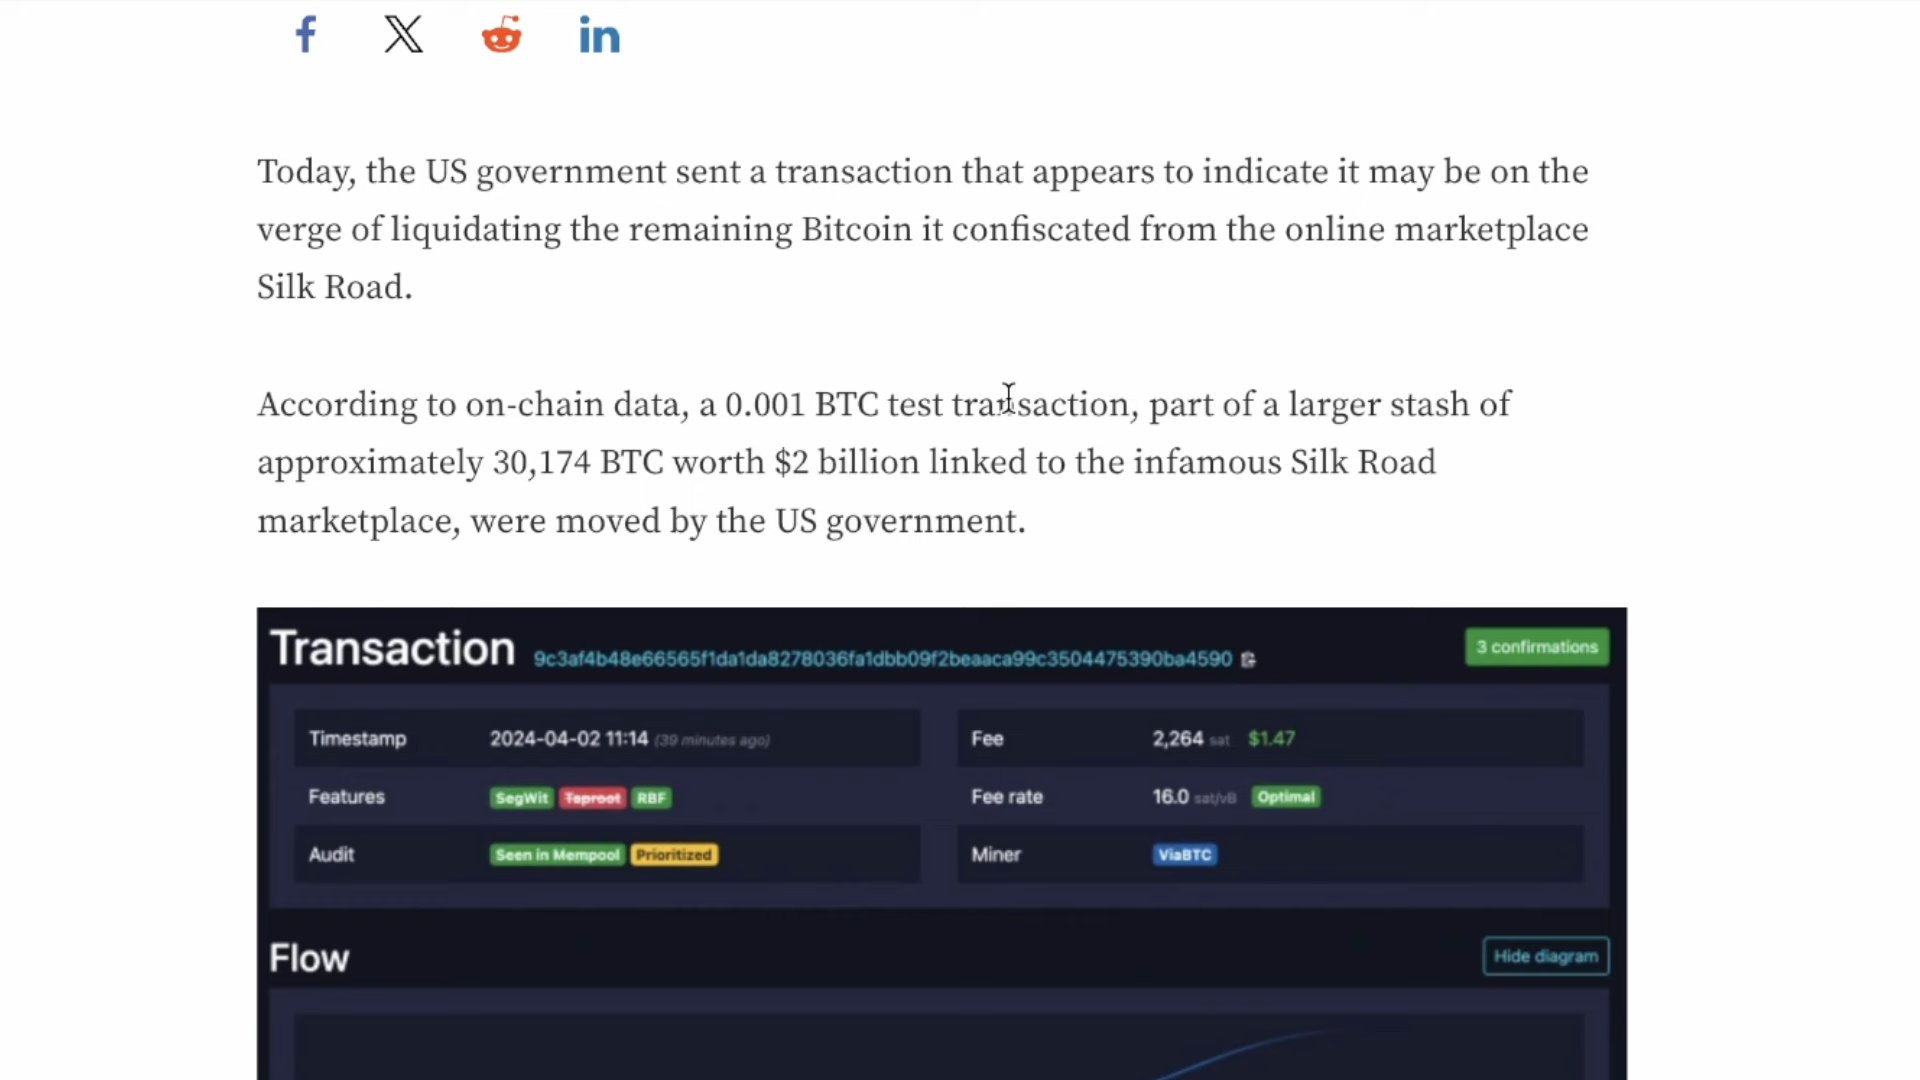 Today, the US government sent a transaction that appears to indicate it may be on the
verge of liquidating the remaining Bitcoin it confiscated from the online marketplace
Silk Road.
According to on-chain data, a 0.001 BTC test transaction, part of a larger stash of
approximately 30,174 BTC worth $2 billion linked to the infamous Silk Road
marketplace, were moved by the US government.
Transaction 9c3af4b48e66565f1da1da8278036fa1dbb09f2beaaca99c3504475390ba4590 3 confirmations
Timestamp 2024-04-02 11:14 (39 minutes ago) Fee 2,264 sat $1.47
Features SegWit Taproot RBF Fee rate 16.0 sat/vB Optimal
Audit Seen in Mempool Prioritized Miner ViaBTC
Flow Hide diagram